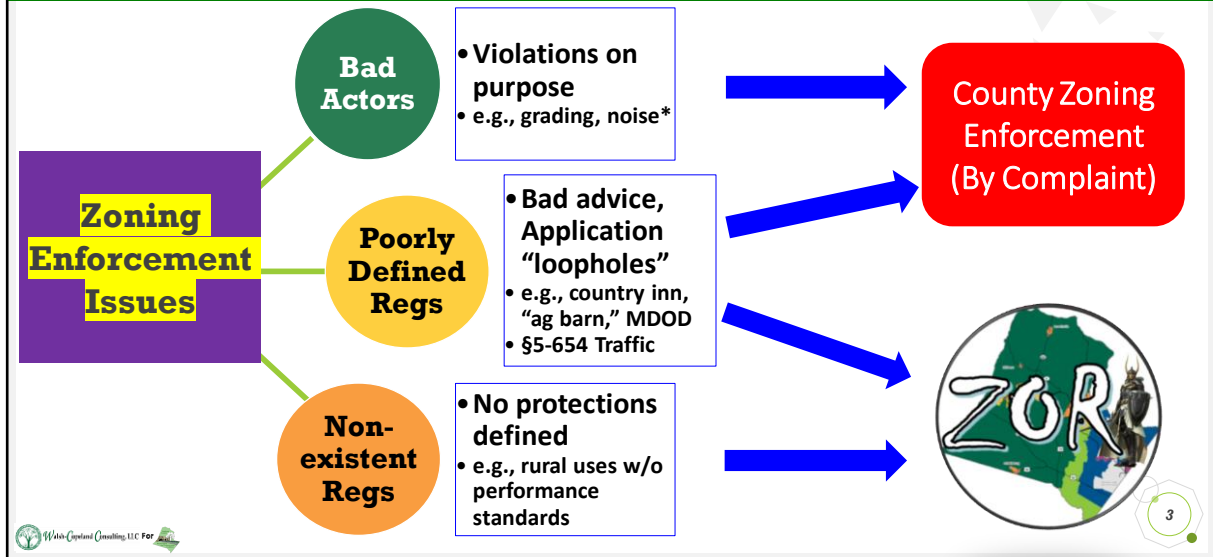 Zoning
Enforcement
Issues
Bad
Actors
•Violations on
purpose
• e.g., grading, noise*
Poorly
Defined
Regs
•Bad advice,
Application
“loopholes”
• e.g., country inn,
“ag barn,” MDOD
• §5-654 Traffic
Non-
existent
Regs
•No protections
defined
• e.g., rural uses w/o
performance
standards
County Zoning
Enforcement
(By Complaint)
ZOR
Walsh-Copeland Consulting, LLC For
3